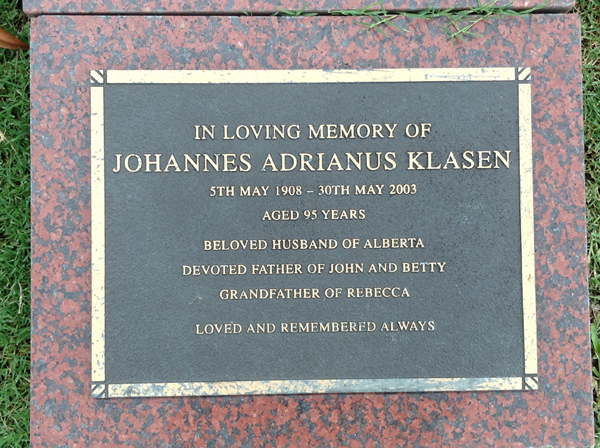 IN LOVING MEMORY OF
JOHANNES ADRIANUS KLASEN
5TH MAY 1908 – 30TH MAY 2003
AGED 95 YEARS
BELOVED HUSBAND OF ALBERTA
DEVOTED FATHER OF JOHN AND BETTY
GRANDFATHER OF REBECCA
LOVED AND REMEMBERED ALWAYS